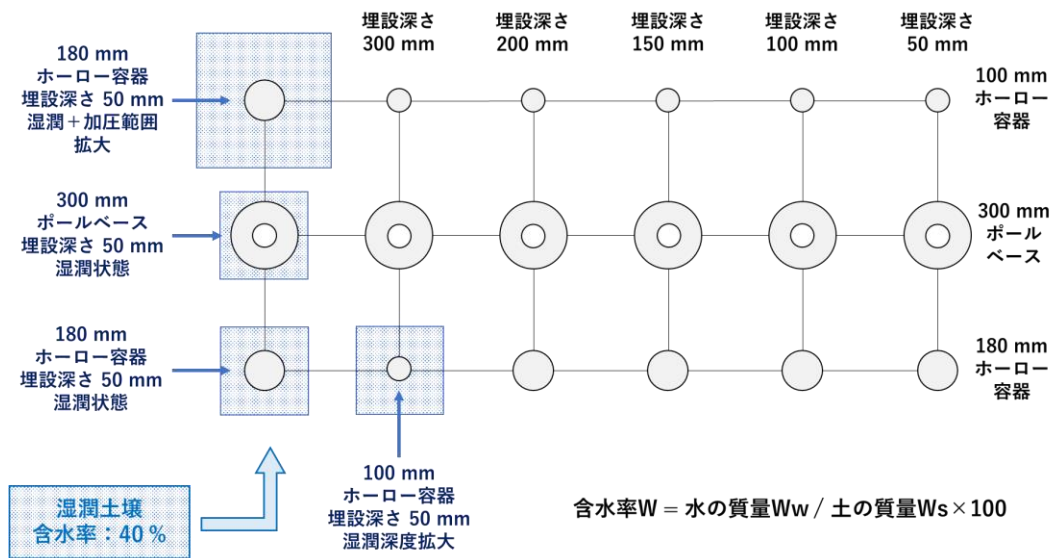 埋設深さ
300 mm
埋設深さ
200 mm
埋設深さ
150 mm
埋設深さ
100 mm
埋設深さ
50 mm
180 mm
ホーロー容器
埋設深さ 50 mm
湿潤＋加圧範囲
拡大
100 mm
ホーロー
容器
300 mm
ポールベース
埋設深さ 50 mm
湿潤状態
300 mm
ポール
ベース
180 mm
ホーロー容器
埋設深さ 50 mm
湿潤状態
180 mm
ホーロー
容器
100 mm
ホーロー容器
埋設深さ 50 mm
湿潤深度拡大
湿潤土壌
含水率：40 %
含水率W = 水の質量Ww / 土の質量Ws×100